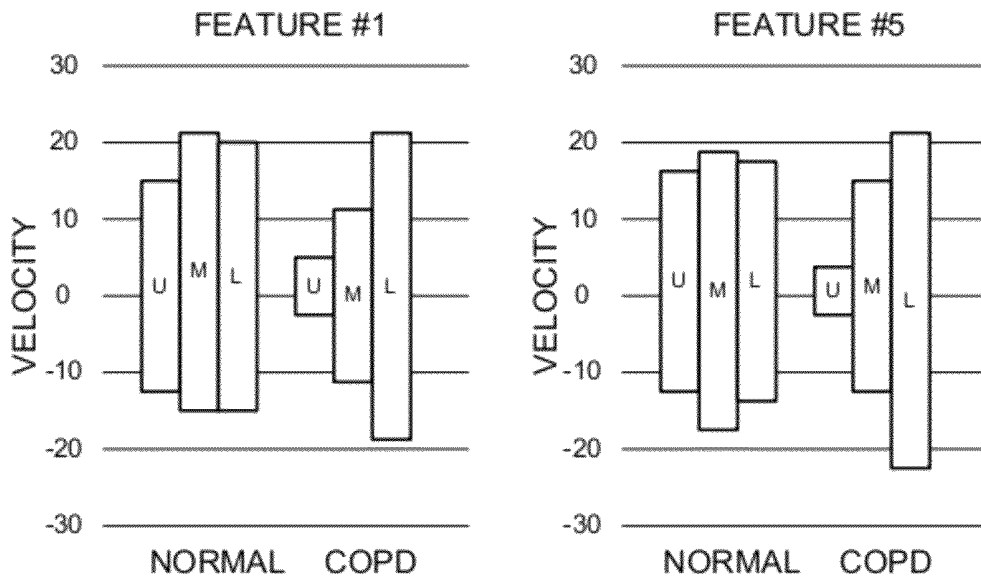 FEATURE #1
30
20
10
0
-10
-20
-30
VELOCITY
U
M
L
U
M
L
NORMAL COPD
FEATURE #5
30
20
10
0
-10
-20
-30
VELOCITY
U
M
L
U
M
L
NORMAL COPD